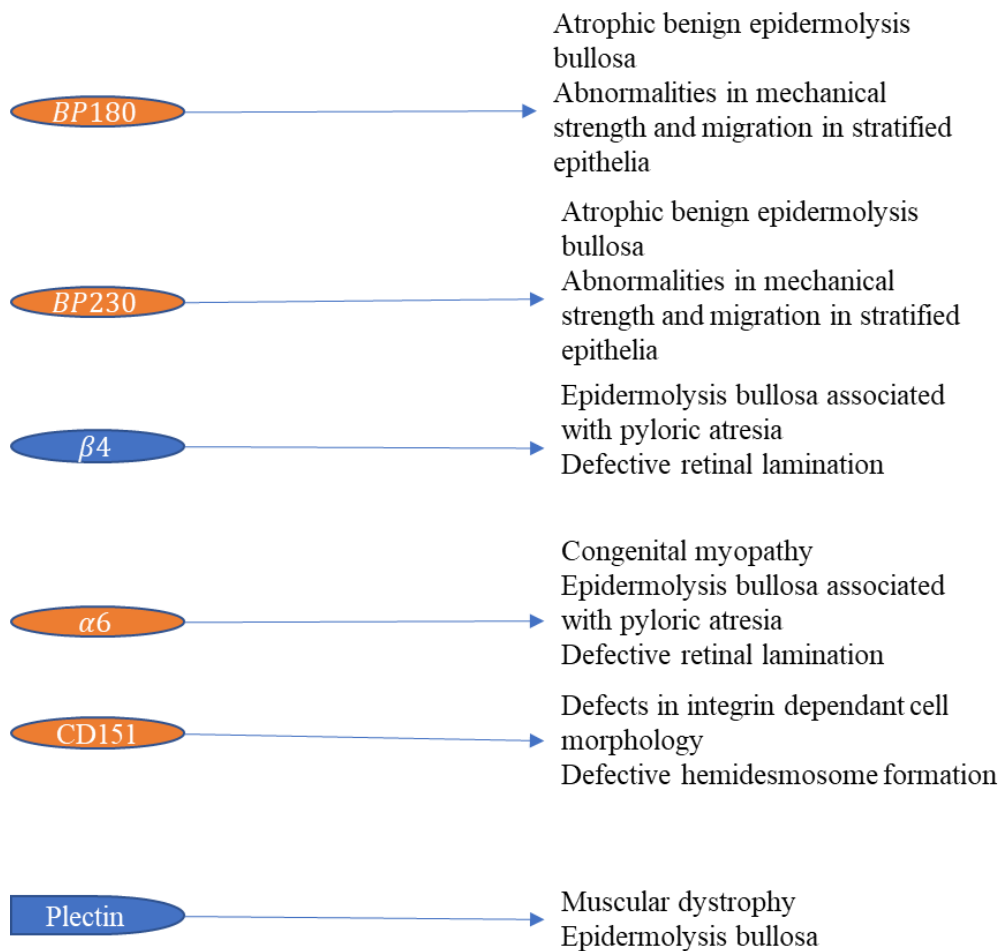 BP180
Atrophic benign epidermolysis
bullosa
Abnormalities in mechanical
strength and migration in stratified
epithelia
BP230
Atrophic benign epidermolysis
bullosa
Abnormalities in mechanical
strength and migration in stratified
epithelia
β4
Epidermolysis bullosa associated
with pyloric atresia
Defective retinal lamination
α6
Congenital myopathy
Epidermolysis bullosa associated
with pyloric atresia
Defective retinal lamination
CD151
Defects in integrin dependant cell
morphology
Defective hemidesmosome formation
Plectin
Muscular dystrophy
Epidermolysis bullosa